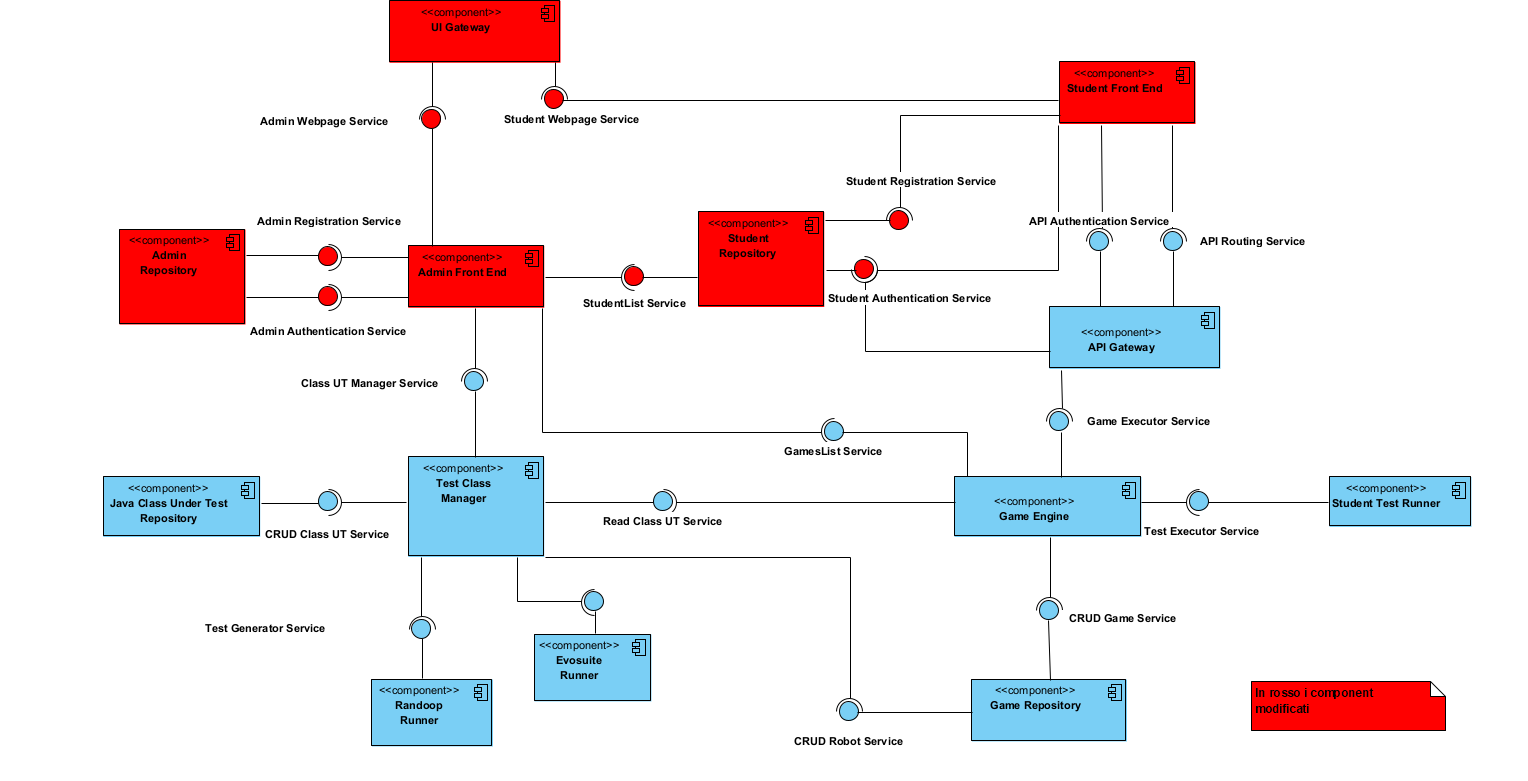 <<component>>
UI Gateway
<<component>>
Student Front End
Admin Webpage Service
Student Webpage Service
Student Registration Service
Admin Registration Service
API Authentication Service
API Routing Service
<<component>>
Admin
Repository
<<component>>
Admin Front End
<<component>>
Student
Repository
StudentList Service
Student Authentication Service
Admin Authentication Service
<<component>>
API Gateway
Class UT Manager Service
Game Executor Service
GamesList Service
<<component>>
Java Class Under Test
Repository
<<component>>
Test Class
Manager
<<component>>
Game Engine
<<component>>
Student Test Runner
CRUD Class UT Service
Read Class UT Service
Test Executor Service
Test Generator Service
CRUD Game Service
<<component>>
Evosuite
Runner
<<component>>
Randoop
Runner
<<component>>
Game Repository
CRUD Robot Service
In rosso i component
modificati